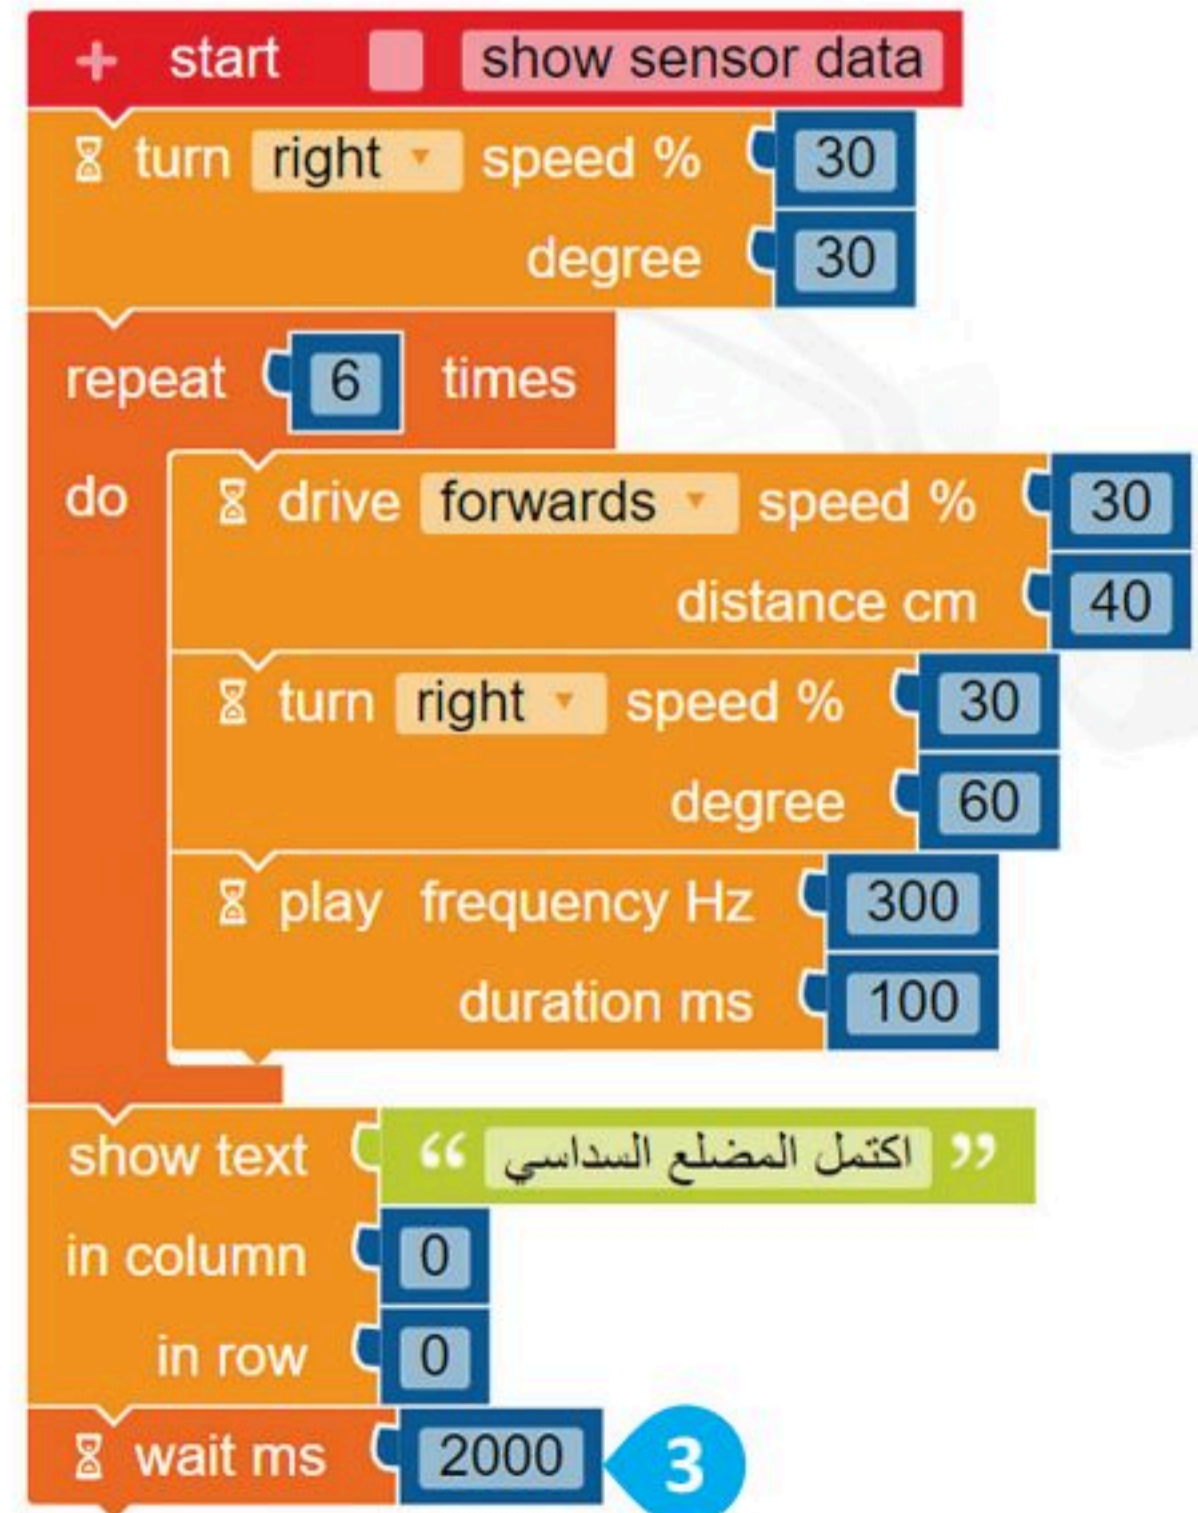 + start show sensor data
turn right speed % 30
degree 30
repeat 6 times
do drive forwards speed % 30
distance cm 40
turn right speed % 30
degree 60
play frequency Hz 300
duration ms 100
show text “ اكتمل المضلع السداسي ”
in column 0
in row 0
wait ms 2000 3